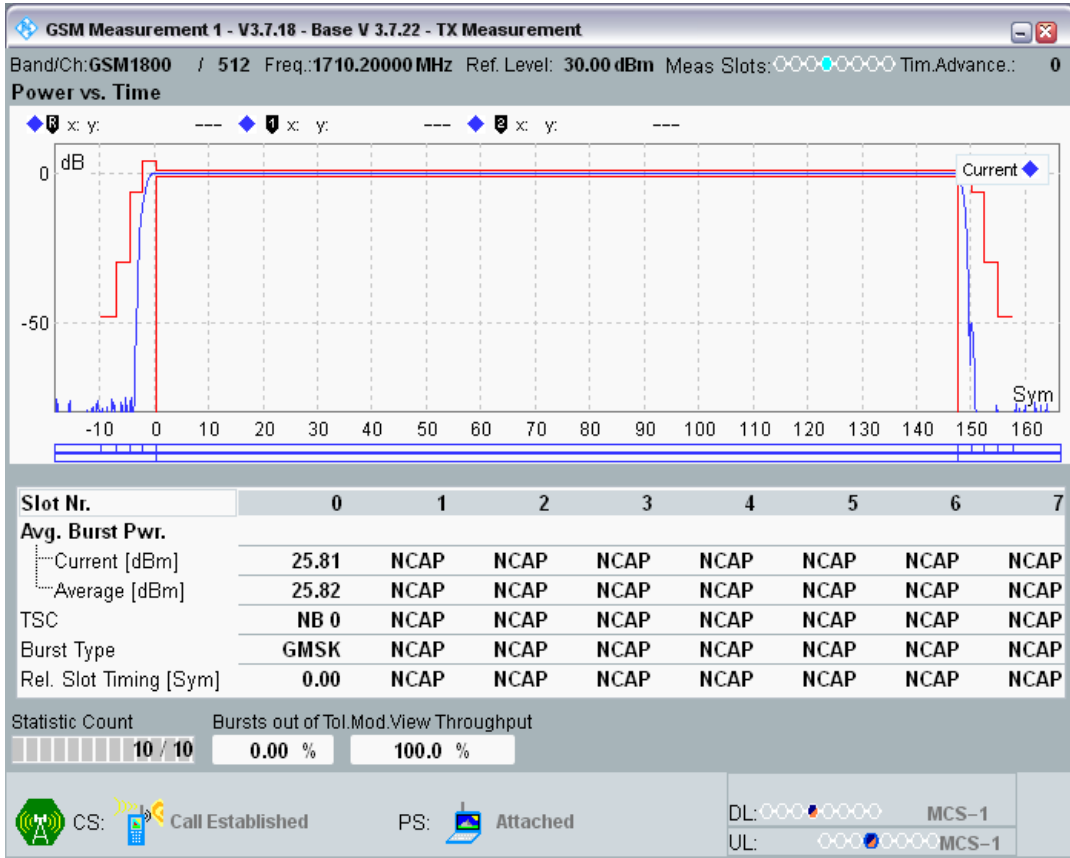 GSM Measurement 1 - V3.7.18 - Base V 3.7.22 - TX Measurement
Band/Ch:GSM1800 / 512 Freq.:1710.20000 MHz Ref. Level: 30.00 dBm Meas Slots: Tim.Advance.: 0
Power vs. Time
R x: y: --- 1 x: y: --- 2 x: y: ---
dB
Current
0
-50
Sym
-10 0 10 20 30 40 50 60 70 80 90 100 110 120 130 140 150 160
Slot Nr. 0 1 2 3 4 5 6 7
Avg. Burst Pwr.
Current [dBm] 25.81 NCAP NCAP NCAP NCAP NCAP NCAP NCAP
Average [dBm] 25.82 NCAP NCAP NCAP NCAP NCAP NCAP NCAP
TSC NB 0 NCAP NCAP NCAP NCAP NCAP NCAP NCAP
Burst Type GMSK NCAP NCAP NCAP NCAP NCAP NCAP NCAP
Rel. Slot Timing [Sym] 0.00 NCAP NCAP NCAP NCAP NCAP NCAP NCAP
Statistic Count Bursts out of Tol.Mod.View Throughput
10 / 10 0.00 % 100.0 %
CS: Call Established PS: Attached
DL: MCS-1
UL: MCS-1